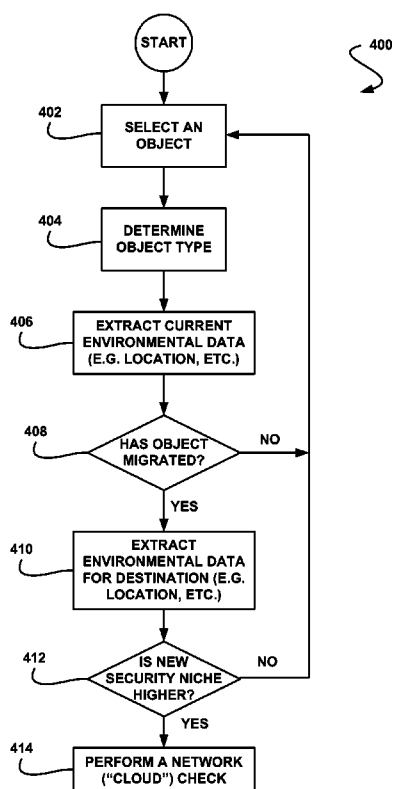 START
400
402
SELECT AN
OBJECT
404
DETERMINE
OBJECT TYPE
406
EXTRACT CURRENT
ENVIRONMENTAL DATA
(E.G. LOCATION, ETC.)
408
HAS OBJECT
MIGRATED?
NO
YES
410
EXTRACT
ENVIRONMENTAL DATA
FOR DESTINATION (E.G.
LOCATION, ETC.)
412
IS NEW
SECURITY NICHE
HIGHER?
NO
YES
414
PERFORM A NETWORK
("CLOUD") CHECK